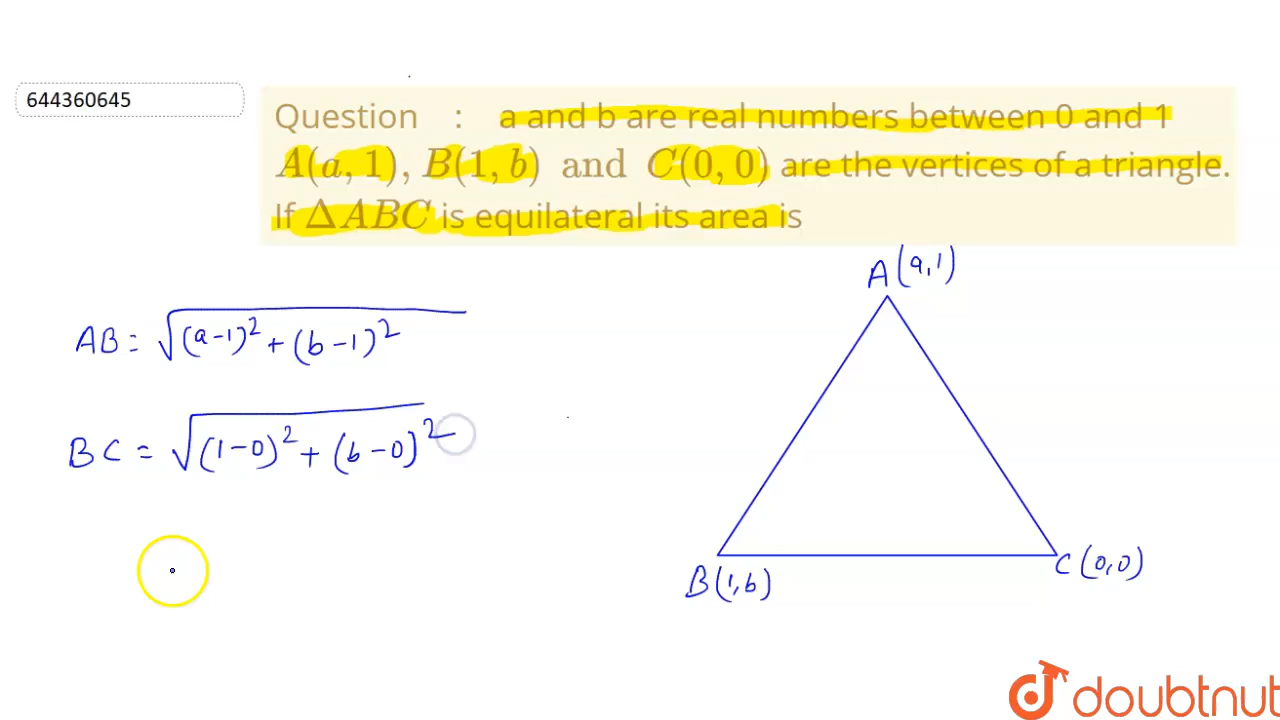 644360645
Question : a and b are real numbers between 0 and 1
A(a, 1), B(1, b) and C(0, 0) are the vertices of a triangle.
If ΔABC is equilateral its area is
A (a,1)
AB = √(a-1)² + (b-1)²
BC = √(1-0)² + (b-0)²
B (1,b)
C (0,0)
doubtnut